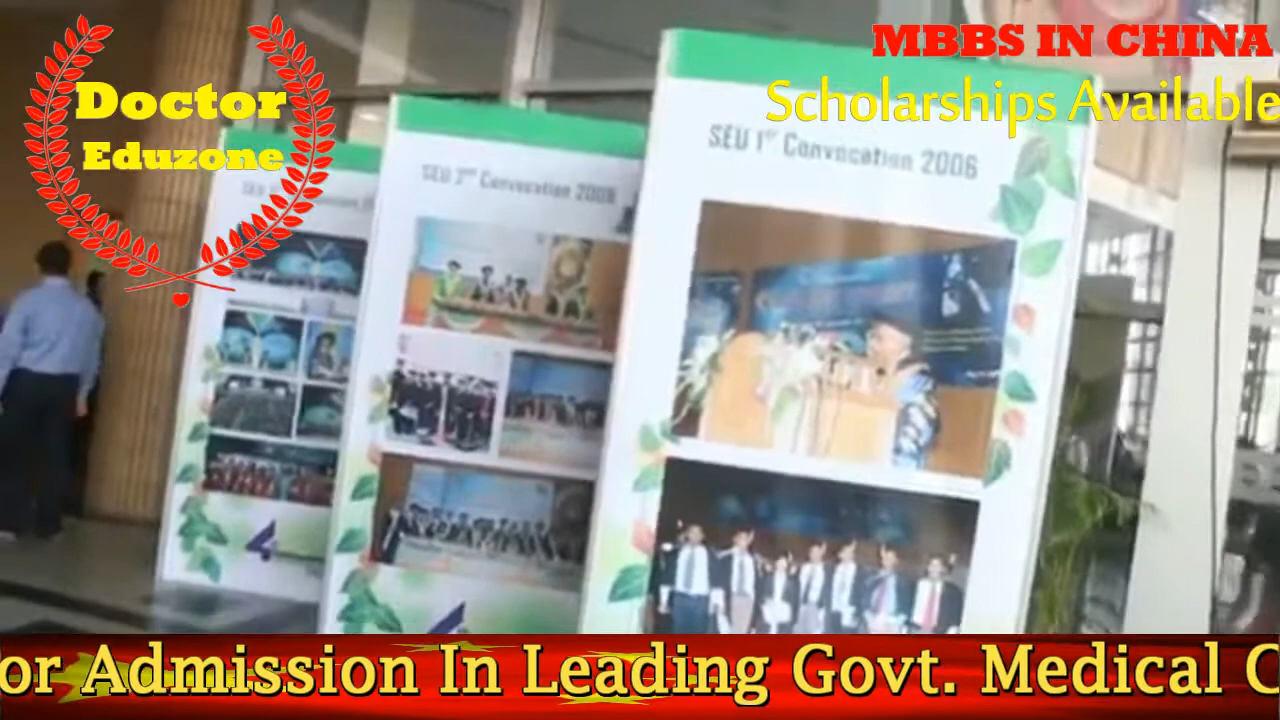 Doctor
Eduzone
MBBS IN CHINA
Scholarships Available
SEU 1st Convocation 2006
SEU 2nd Convocation
or Admission In Leading Govt. Medical C